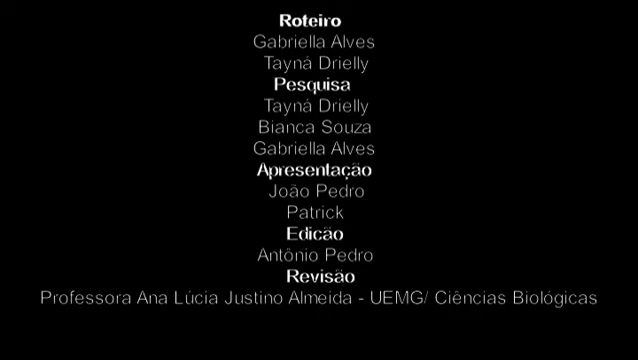 Roteiro
Gabriella Alves
Tayná Drielly
Pesquisa
Tayná Drielly
Bianca Souza
Gabriella Alves
Apresentação
João Pedro
Patrick
Edicão
Antônio Pedro
Revisão
Professora Ana Lúcia Justino Almeida - UEMG/ Ciências Biológicas